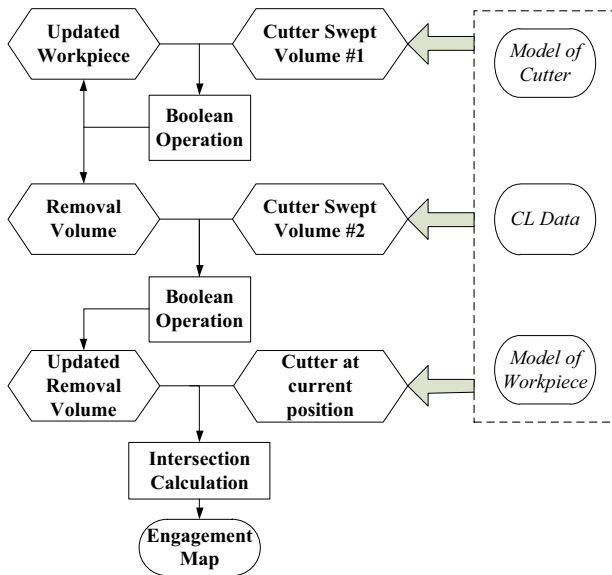 Updated
Workpiece
Cutter Swept
Volume #1
Model of
Cutter
Boolean
Operation
Removal
Volume
Cutter Swept
Volume #2
CL Data
Boolean
Operation
Updated
Removal
Volume
Cutter at
current
position
Model of
Workpiece
Intersection
Calculation
Engagement
Map